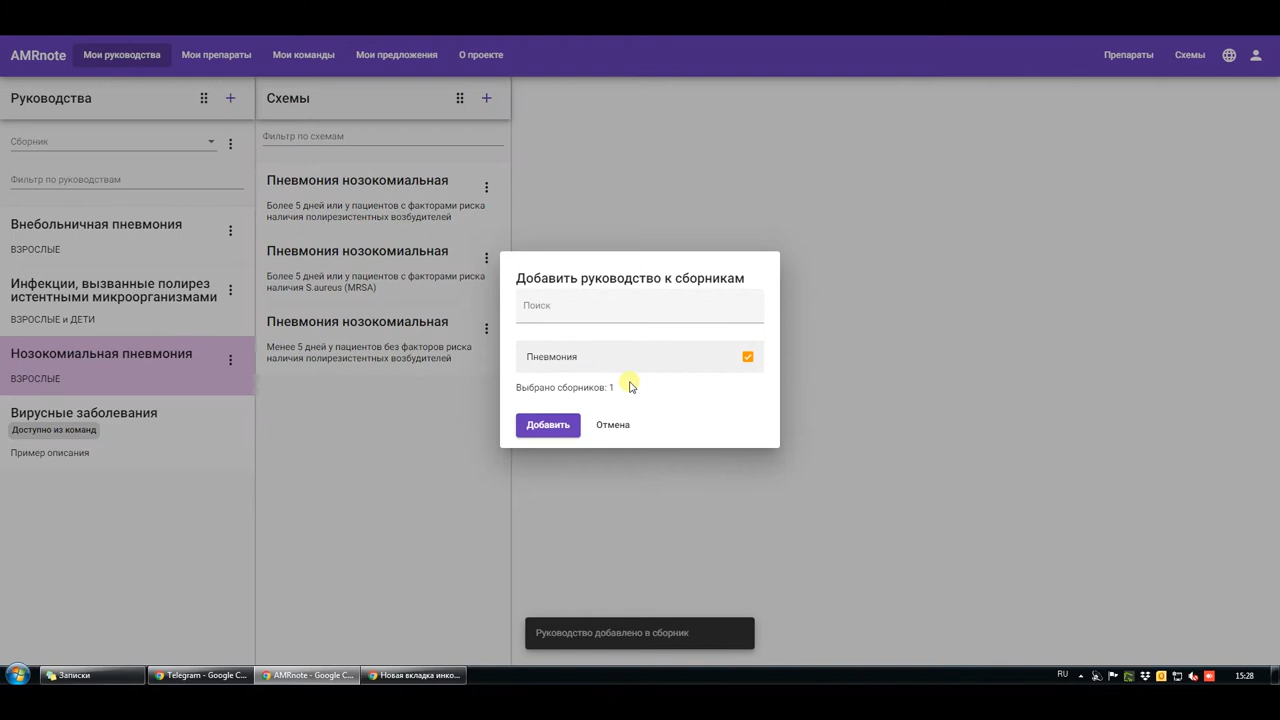 AMRnote Мои руководства Мои препараты Мои команды Мои предложения О проекте Препараты Схемы
Руководства
Сборник
Фильтр по руководствам
Внебольничная пневмония
ВЗРОСЛЫЕ
Инфекции, вызванные полирез
истентными микроорганизмами
ВЗРОСЛЫЕ и ДЕТИ
Нозокомиальная пневмония
ВЗРОСЛЫЕ
Вирусные заболевания
Доступно из команд
Пример описания
Схемы
Фильтр по схемам
Пневмония нозокомиальная
Более 5 дней или у пациентов с факторами риска
наличия полирезистентных возбудителей
Пневмония нозокомиальная
Более 5 дней или у пациентов с факторами риска
наличия S.aureus (MRSA)
Пневмония нозокомиальная
Менее 5 дней у пациентов без факторов риска
наличия полирезистентных возбудителей
Добавить руководство к сборникам
Поиск
Пневмония
Выбрано сборников: 1
Добавить Отмена
Руководство добавлено в сборник
Записки Telegram - Google C... AMRnote - Google C... Новая вкладка инко... RU 15:28